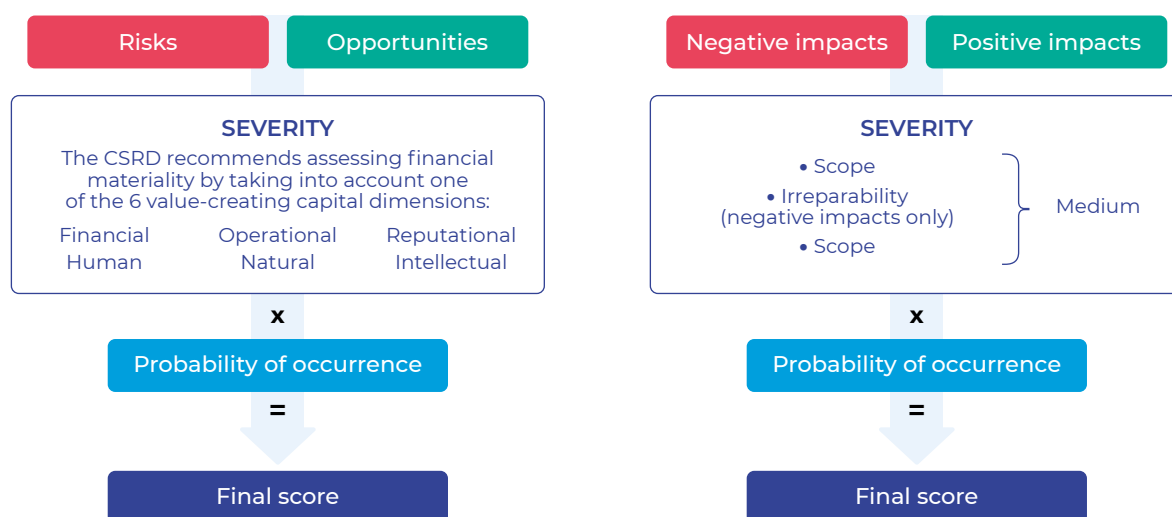 Risks
Opportunities
SEVERITY
The CSRD recommends assessing financial
materiality by taking into account one
of the 6 value-creating capital dimensions:
Financial Operational Reputational
Human Natural Intellectual
x
Probability of occurrence
=
Final score
Negative impacts
Positive impacts
SEVERITY
• Scope
• Irreparability
(negative impacts only)
• Scope
Medium
x
Probability of occurrence
=
Final score